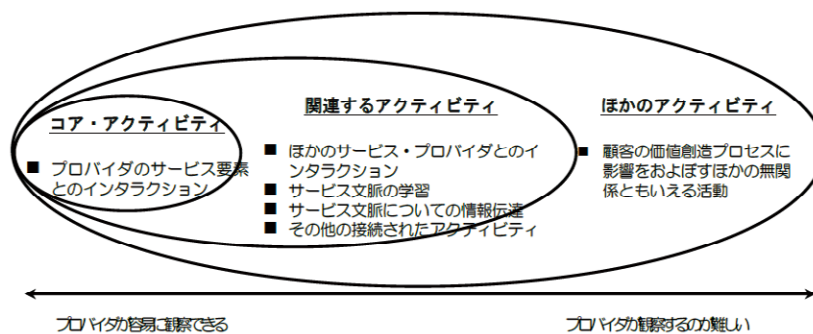 コア・アクティビティ
■ プロバイダのサービス要素
とのインタラクション
関連するアクティビティ
■ ほかのサービス・プロバイダとのイ
ンタラクション
■ サービス文脈の学習
■ サービス文脈についての情報伝達
■ その他の接続されたアクティビティ
ほかのアクティビティ
■ 顧客の価値創造プロセスに
影響をおよぼすほかの無関
係ともいえる活動
プロバイダが容易に観察できる
プロバイダが観察するのが難しい